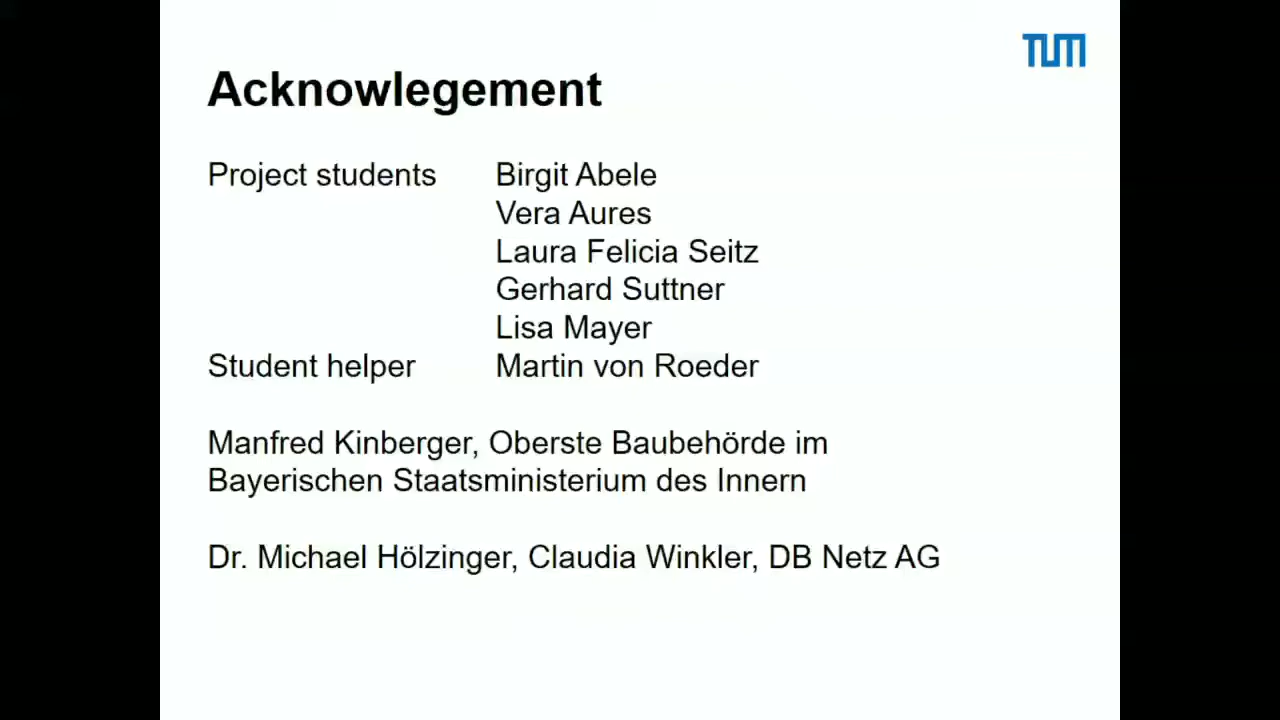 TUM
Acknowlegement
Project students Birgit Abele
Vera Aures
Laura Felicia Seitz
Gerhard Suttner
Lisa Mayer
Student helper Martin von Roeder
Manfred Kinberger, Oberste Baubehörde im
Bayerischen Staatsministerium des Innern
Dr. Michael Hölzinger, Claudia Winkler, DB Netz AG